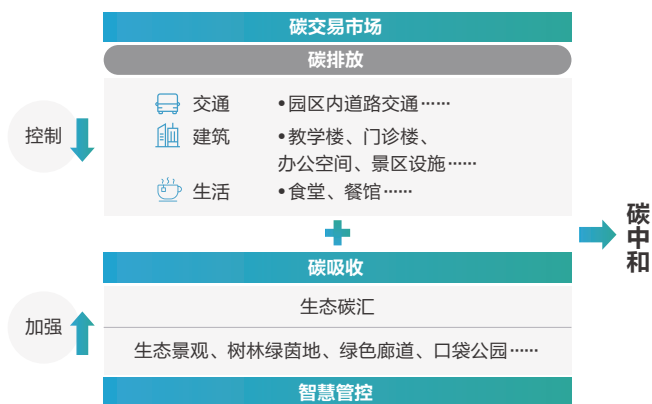 碳交易市场
碳排放
控制
交通 •园区内道路交通……
建筑 •教学楼、门诊楼、
办公空间、景区设施……
生活 •食堂、餐馆……
碳中和
碳吸收
加强
生态碳汇
生态景观、树林绿茵地、绿色廊道、口袋公园……
智慧管控